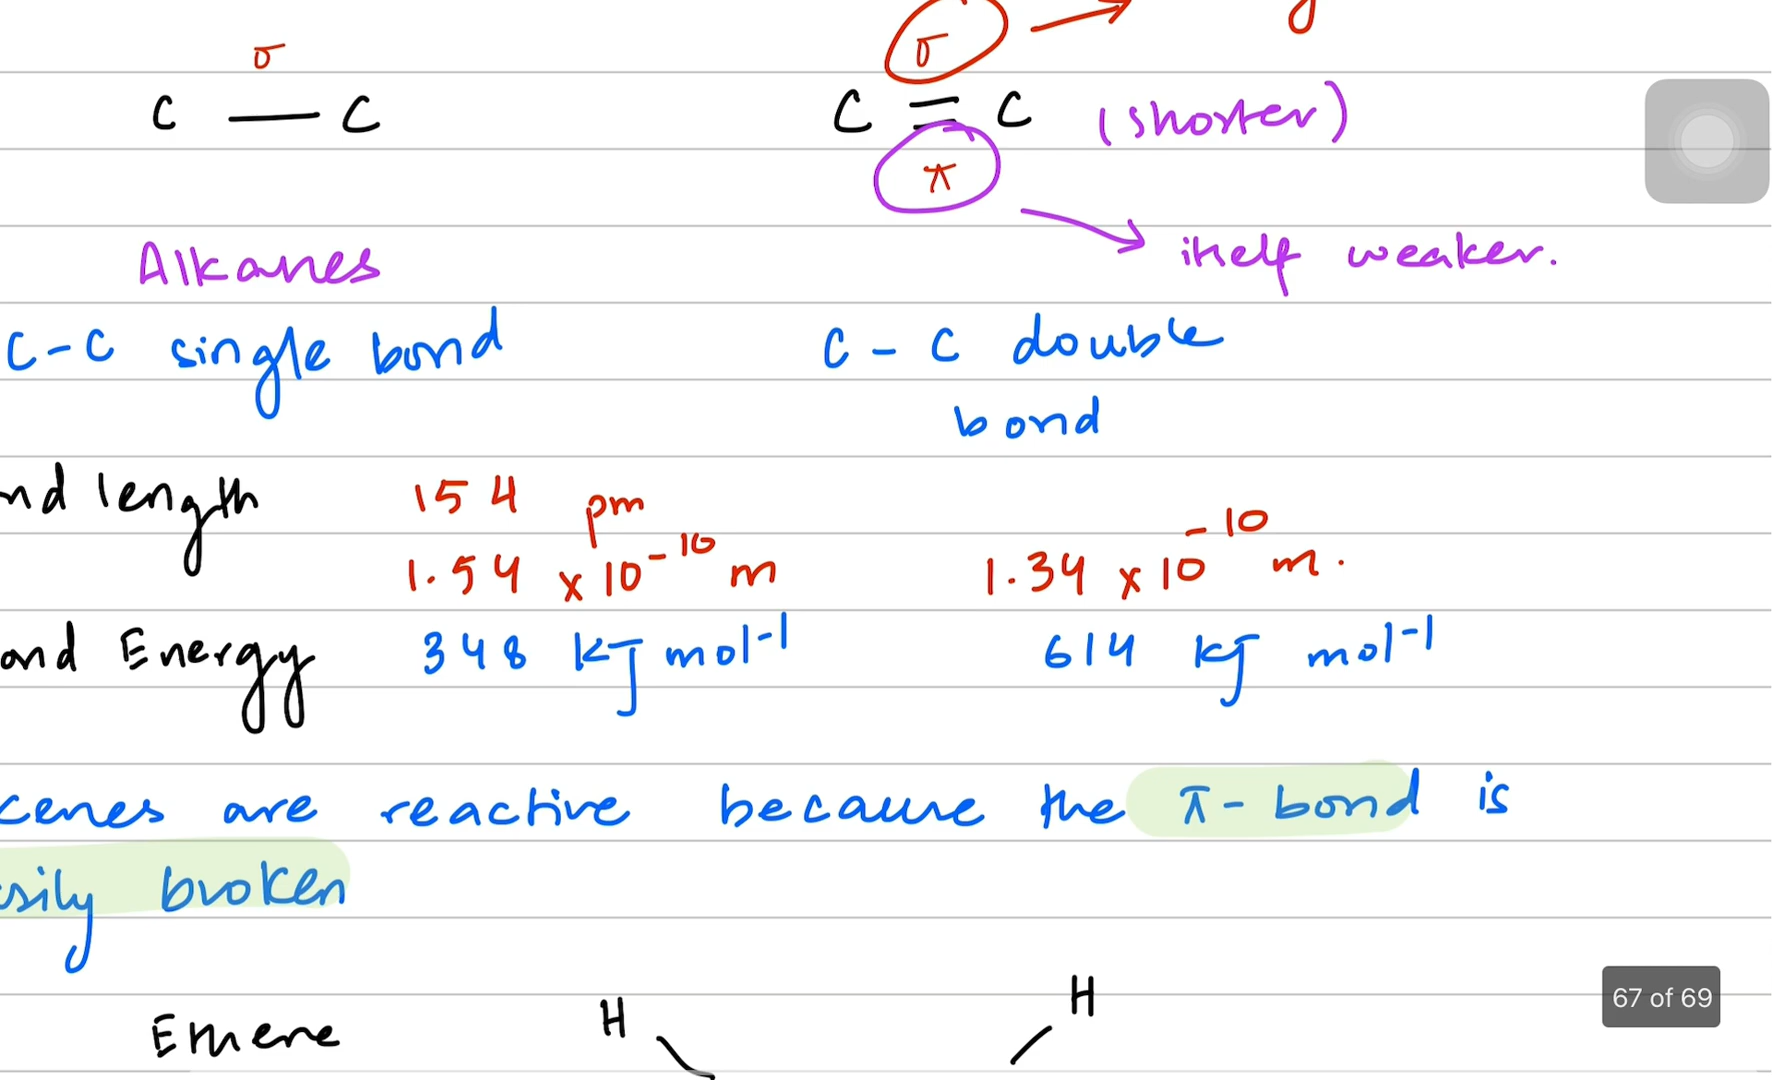 σ σ
C — C C = C (shorter)
π
Alkanes itself weaker.
C-C single bond C - C double
bond
nd length 154 pm
1.54 x 10⁻¹⁰ m 1.34 x 10⁻¹⁰ m.
ond Energy 348 KJ mol⁻¹ 614 kJ mol⁻¹
kenes are reactive because the π- bond is
sily broken
67 of 69
Ethene H H